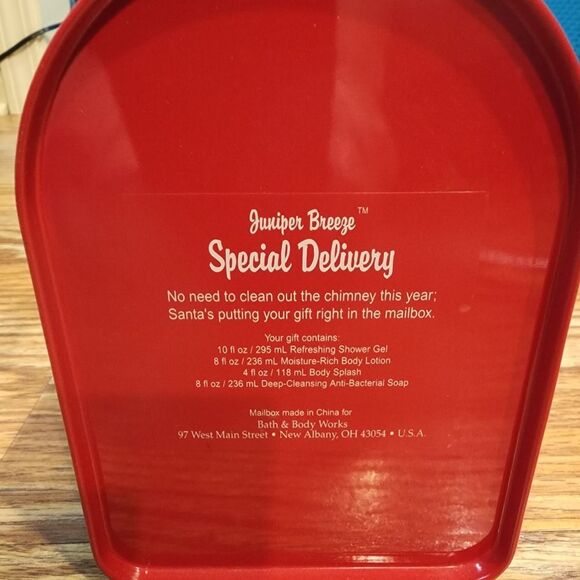 Juniper Breeze™
Special Delivery
No need to clean out the chimney this year;
Santa's putting your gift right in the mailbox.
Your gift contains:
10 fl oz / 295 mL Refreshing Shower Gel
8 fl oz / 236 mL Moisture-Rich Body Lotion
4 fl oz / 118 mL Body Splash
8 fl oz / 236 mL Deep-Cleansing Anti-Bacterial Soap
Mailbox made in China for
Bath & Body Works
97 West Main Street • New Albany, OH 43054 • U.S.A.